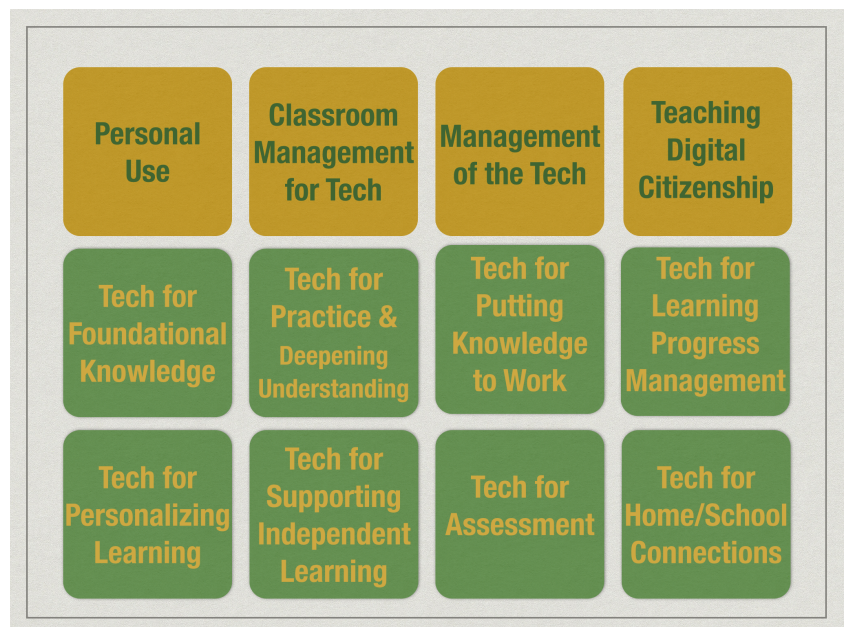 Personal
Use
Classroom
Management
for Tech
Management
of the Tech
Teaching
Digital
Citizenship
Tech for
Foundational
Knowledge
Tech for
Practice &
Deepening
Understanding
Tech for
Putting
Knowledge
to Work
Tech for
Learning
Progress
Management
Tech for
Personalizing
Learning
Tech for
Supporting
Independent
Learning
Tech for
Assessment
Tech for
Home/School
Connections